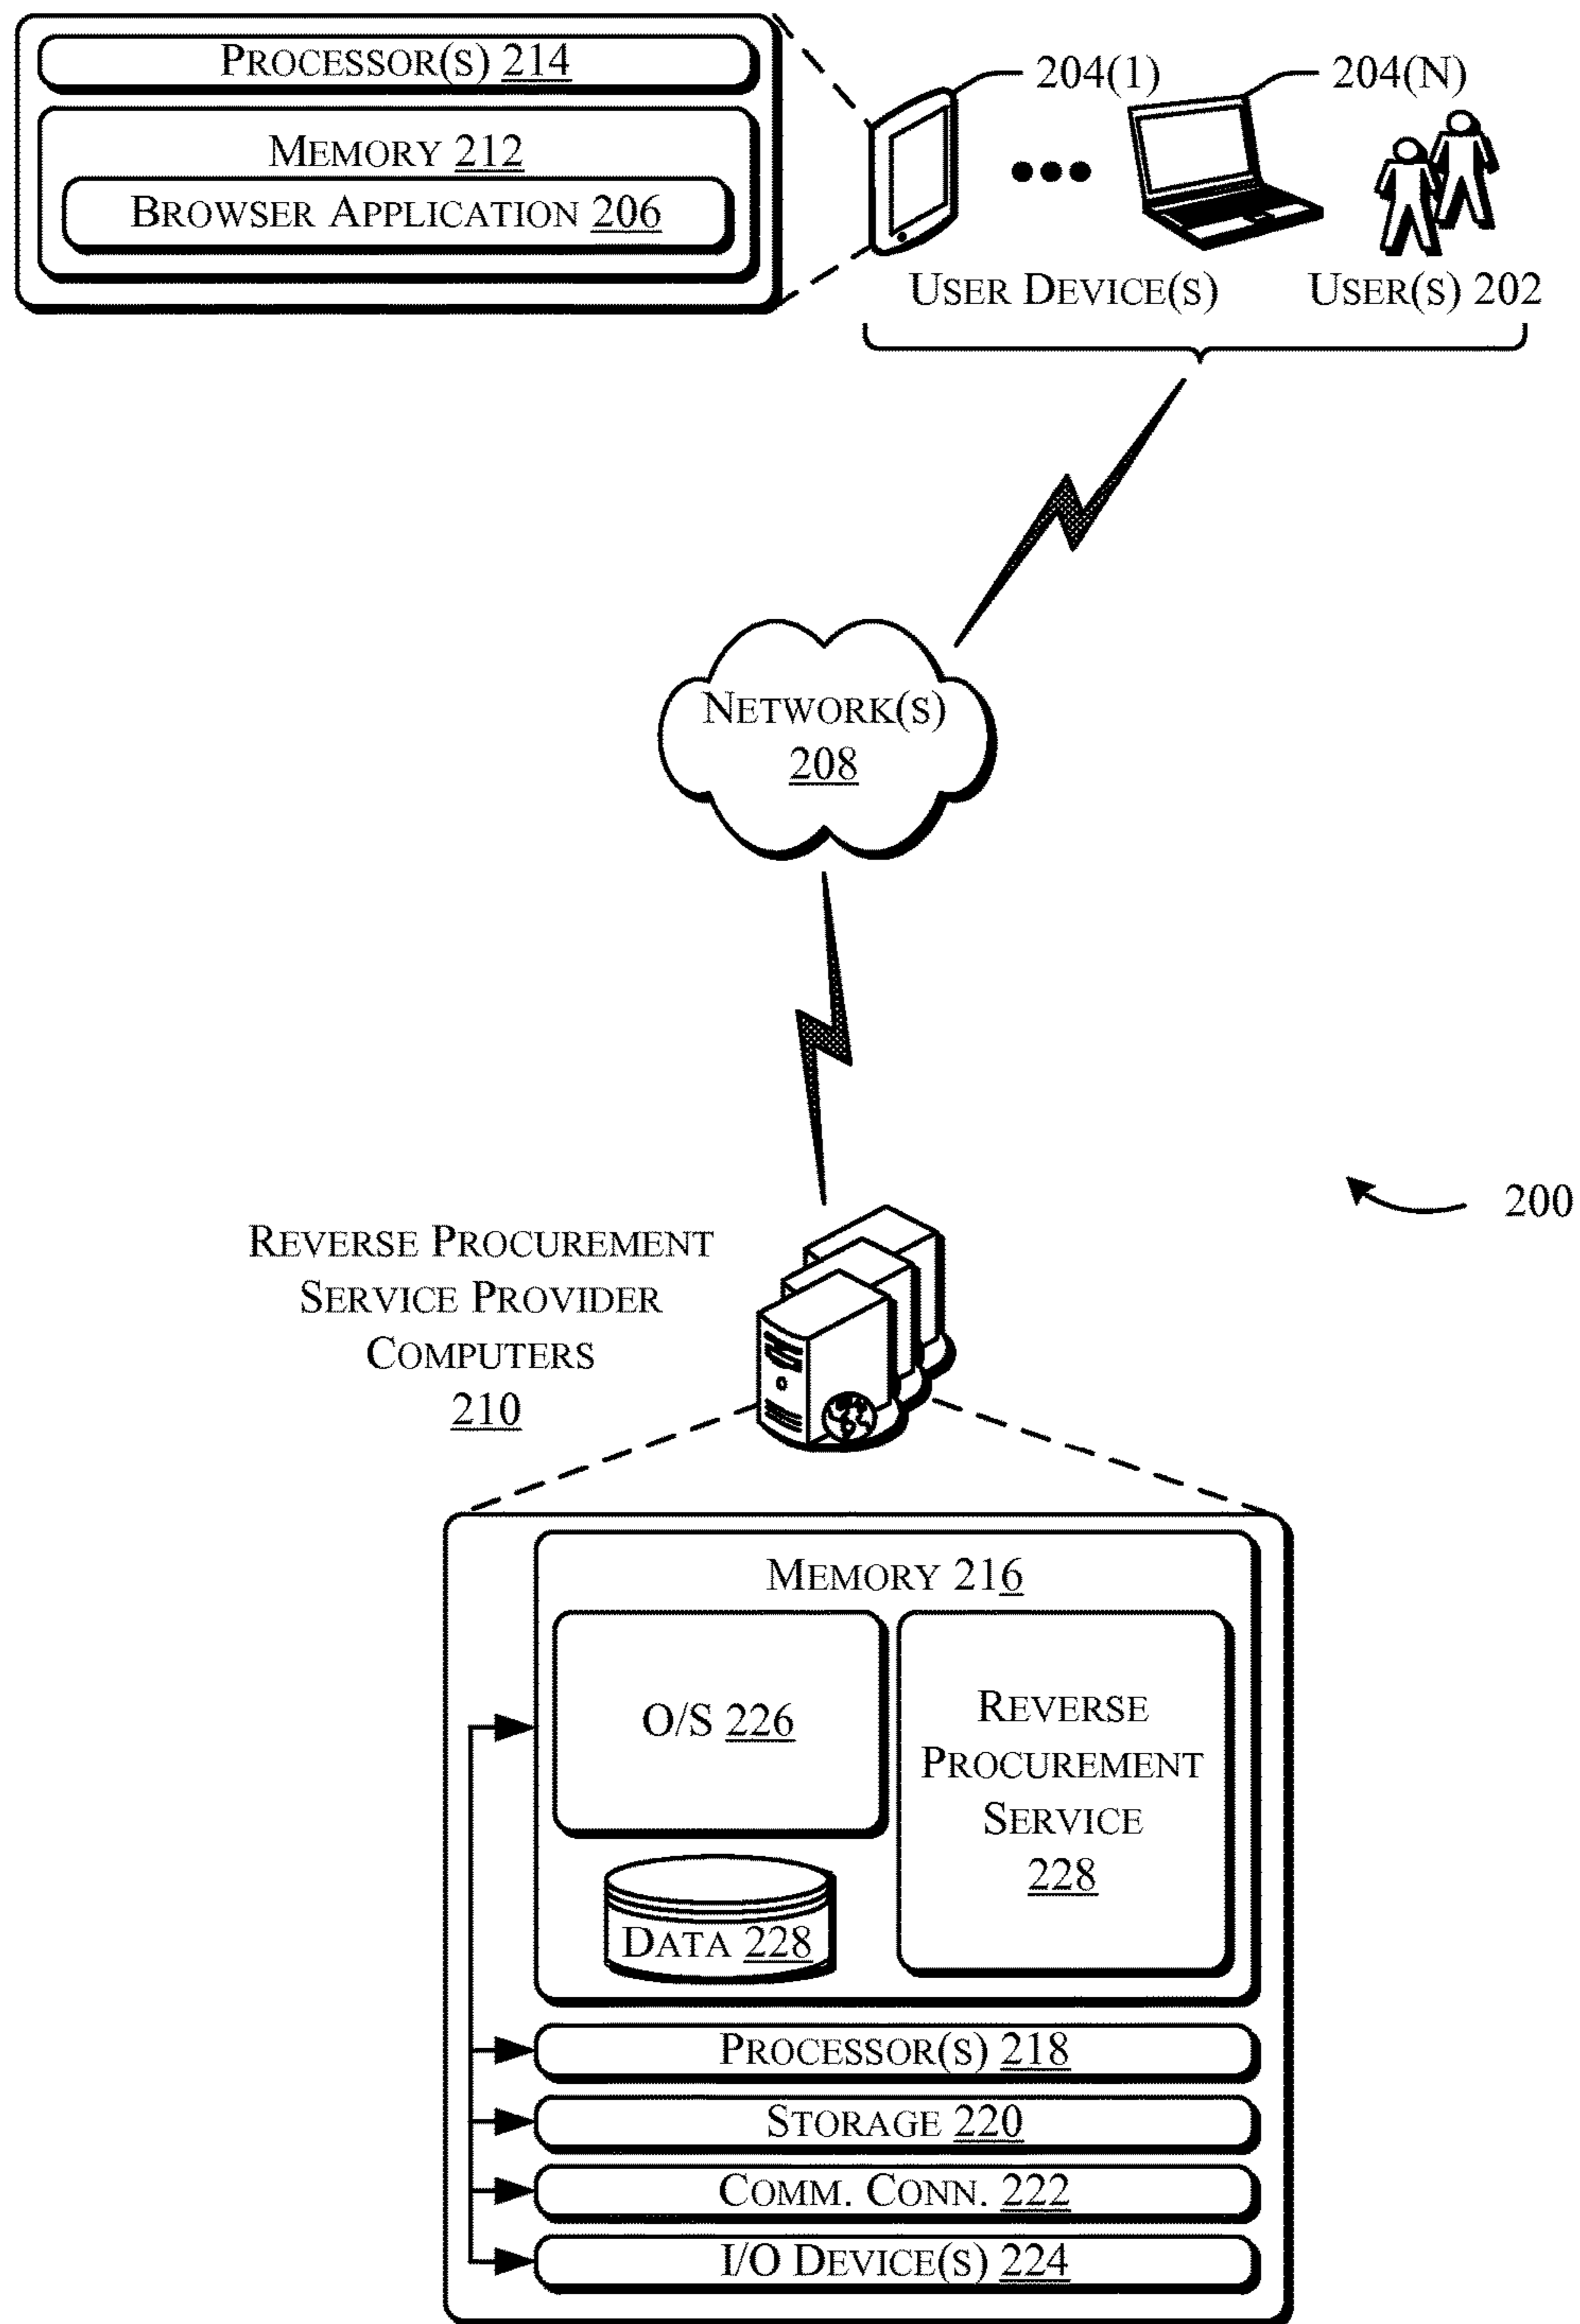 PROCESSOR(S) 214
MEMORY 212
BROWSER APPLICATION 206
204(1)
204(N)
USER DEVICE(S)
USER(S) 202
NETWORK(S)
208
200
REVERSE PROCUREMENT
SERVICE PROVIDER
COMPUTERS
210
MEMORY 216
O/S 226
REVERSE
PROCUREMENT
SERVICE
228
DATA 228
PROCESSOR(S) 218
STORAGE 220
COMM. CONN. 222
I/O DEVICE(S) 224